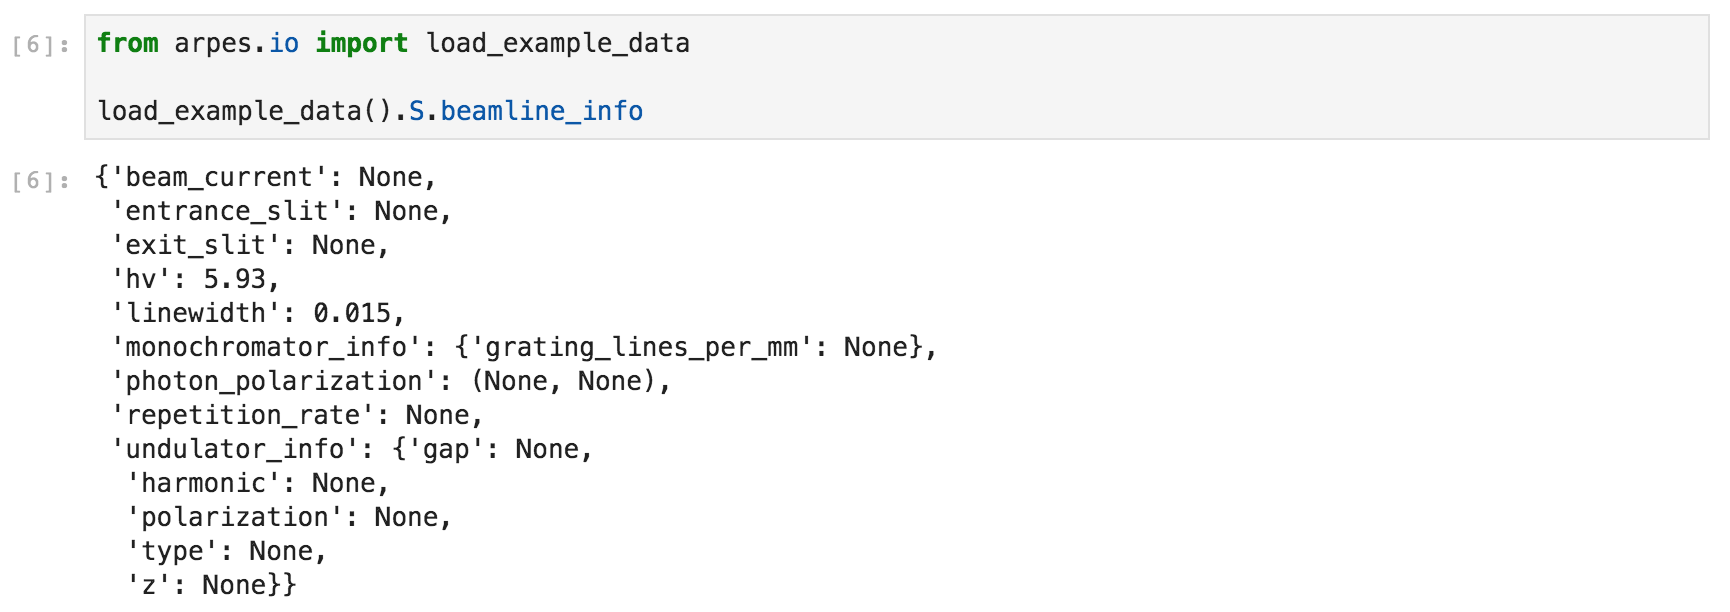 [6]: from arpes.io import load_example_data
load_example_data().S.beamline_info
[6]: {'beam_current': None,
'entrance_slit': None,
'exit_slit': None,
'hv': 5.93,
'linewidth': 0.015,
'monochromator_info': {'grating_lines_per_mm': None},
'photon_polarization': (None, None),
'repetition_rate': None,
'undulator_info': {'gap': None,
'harmonic': None,
'polarization': None,
'type': None,
'z': None}}